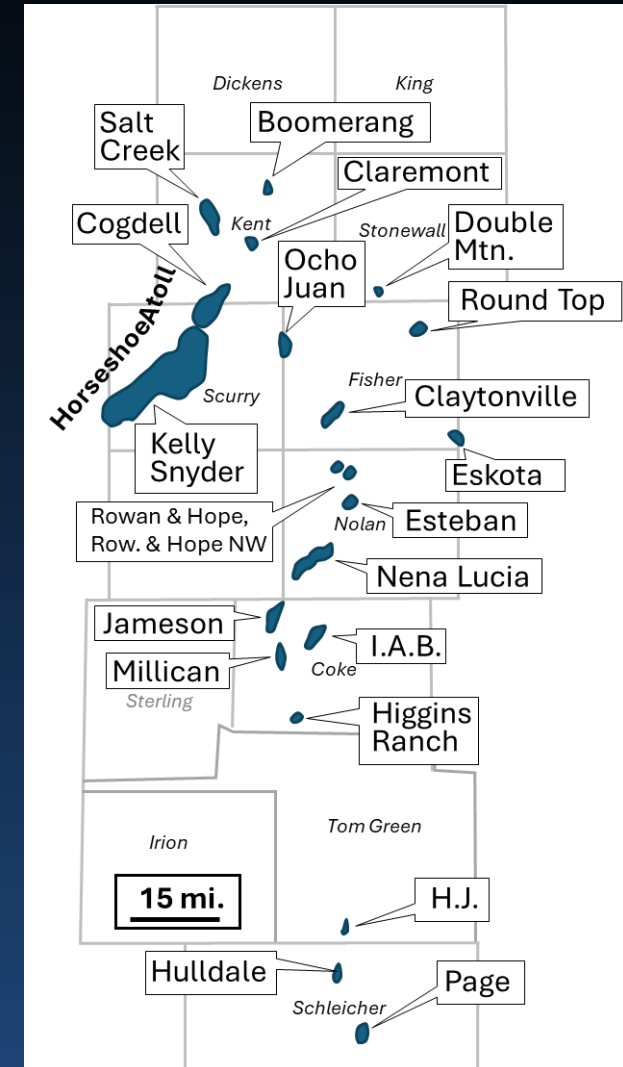 Dickens
King
Salt
Creek
Boomerang
Claremont
Cogdell
Kent
Stonewall
Double
Mtn.
Ocho
Juan
Round Top
HorseshoeAtoll
Scurry
Fisher
Claytonville
Kelly
Snyder
Eskota
Rowan & Hope,
Row. & Hope NW
Nolan
Esteban
Nena Lucia
Jameson
I.A.B.
Millican
Coke
Sterling
Higgins
Ranch
Irion
Tom Green
15 mi.
H.J.
Hulldale
Page
Schleicher